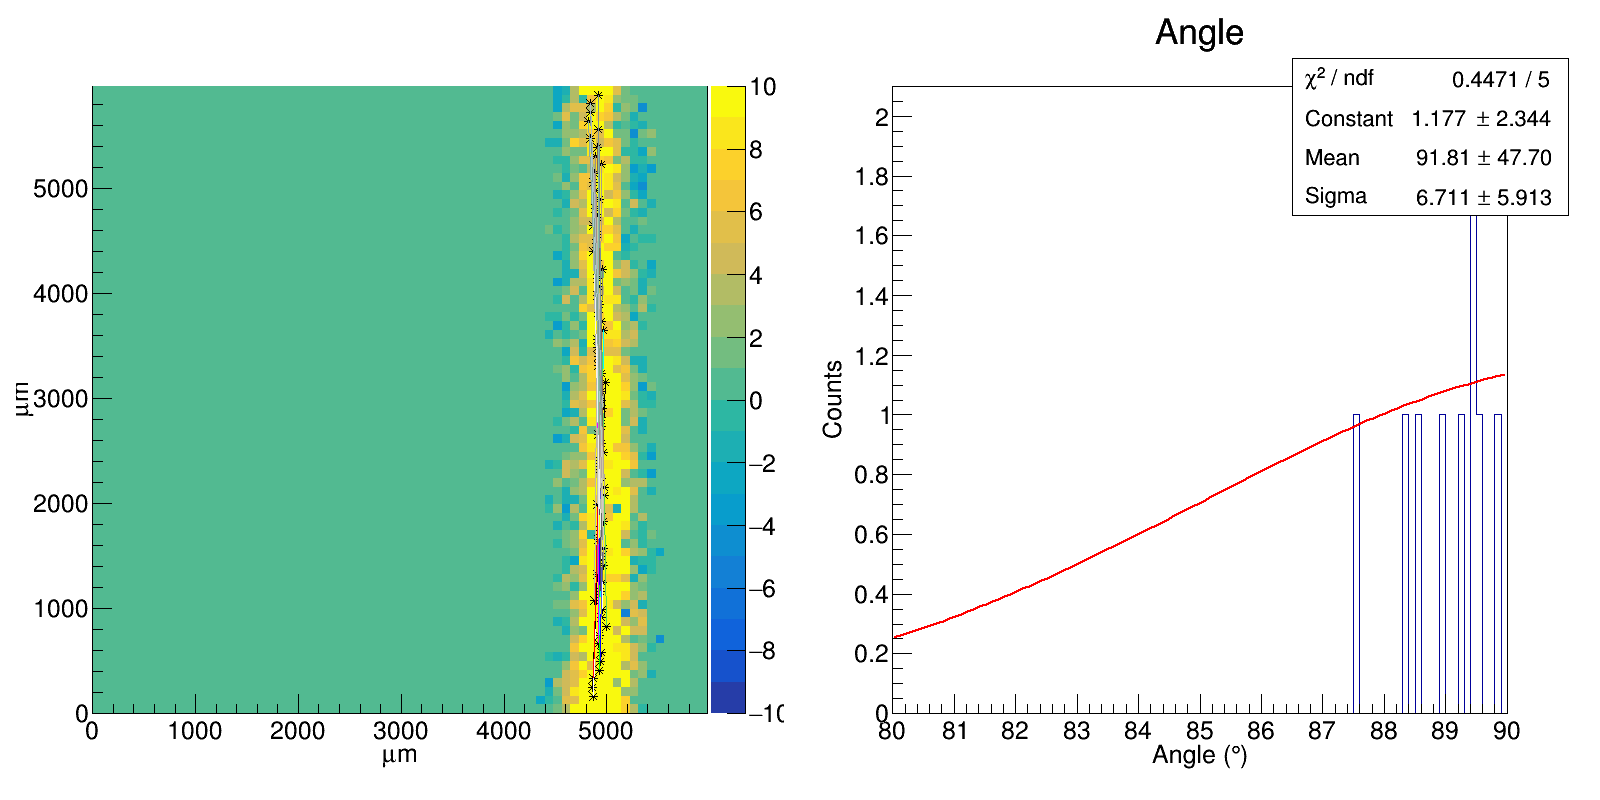 Angle
χ² / ndf 0.4471 / 5
Constant 1.177 ± 2.344
Mean 91.81 ± 47.70
Sigma 6.711 ± 5.913
10
8
6
4
2
0
−2
−4
−6
−8
−10
5000
4000
3000
2000
1000
0
μm
0 1000 2000 3000 4000 5000
μm
2
1.8
1.6
1.4
1.2
1
0.8
0.6
0.4
0.2
0
Counts
80 81 82 83 84 85 86 87 88 89 90
Angle (°)